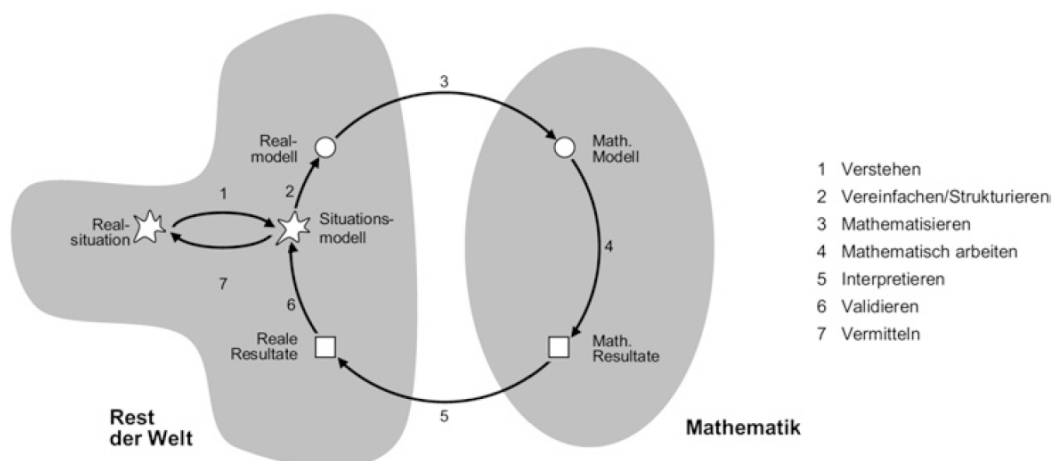 3
Real-
modell
Math.
Modell
1
2
Real-
situation
Situations-
modell
4
7
6
Reale
Resultate
Math.
Resultate
5
Rest
der Welt
Mathematik
1 Verstehen
2 Vereinfachen/Strukturieren
3 Mathematisieren
4 Mathematisch arbeiten
5 Interpretieren
6 Validieren
7 Vermitteln